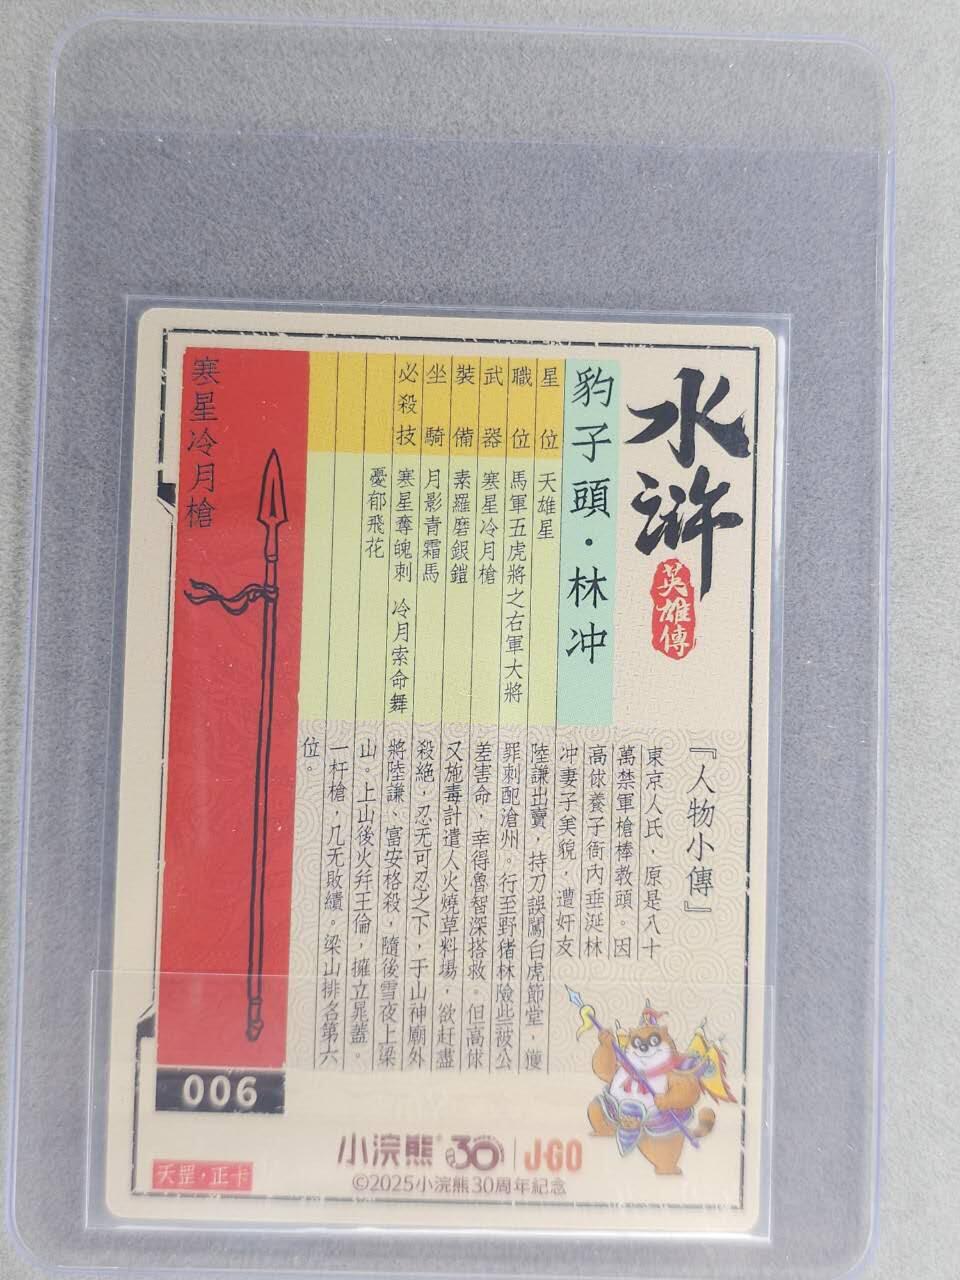 水滸
英雄傳
豹子頭·林冲
星位 天雄星
職位 馬軍五虎將之右軍大將
武器 寒星冷月槍
裝備 素羅磨銀鎧
坐騎 月影青霜馬
必殺技 寒星奪魄刺 冷月索命舞
憂郁飛花
寒星冷月槍
『人物小傳』
東京人氏，原是八十
萬禁軍槍棒教頭。因
高俅養子衙內垂涎林
冲妻子美貌，遭奸友
陸謙出賣，持刀誤闖白虎節堂，獲
罪刺配滄州。行至野猪林險些被公
差害命，幸得魯智深搭救。但高俅
又施毒計遣人火燒草料場，欲赶盡
殺絕，忍无可忍之下，于山神廟外
將陸謙、富安格殺，隨後雪夜上梁
山。上山後火并王倫，擁立晁蓋。
一杆槍，几无敗績。梁山排名第六
位。
006
天罡·正卡
小浣熊 30 J·GO
©2025小浣熊30周年紀念